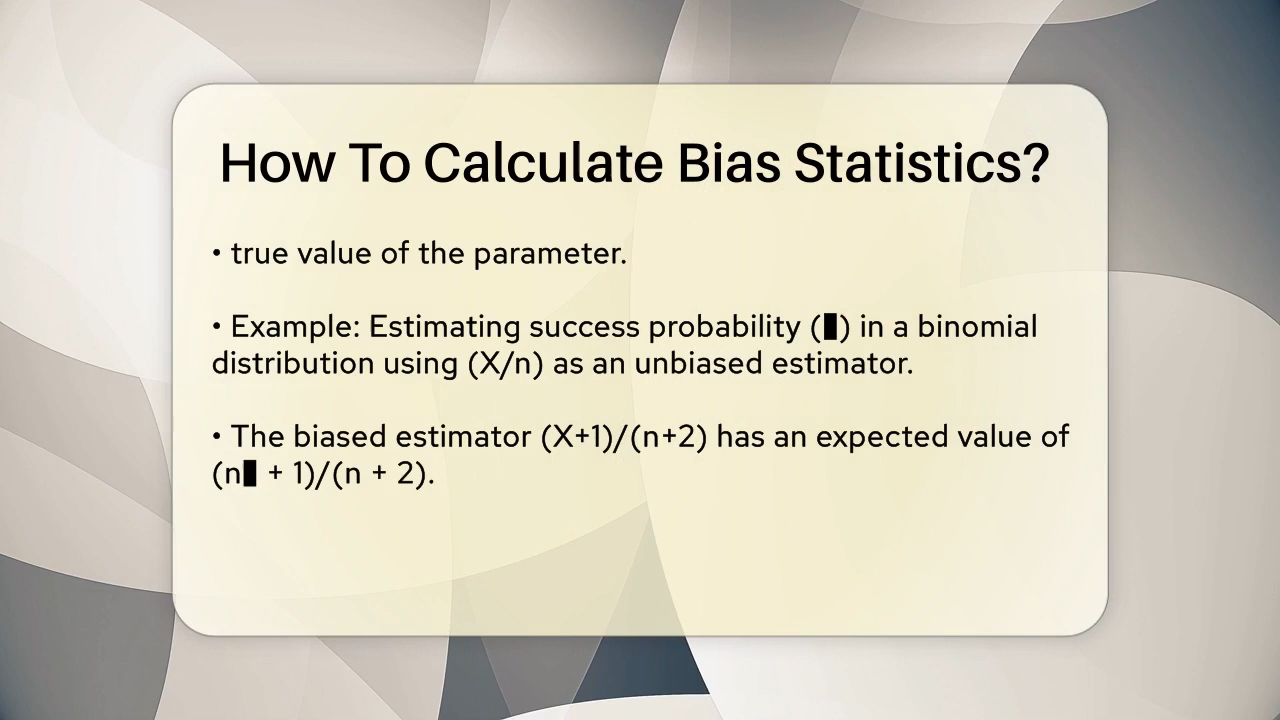 How To Calculate Bias Statistics?
• true value of the parameter.
• Example: Estimating success probability (▮) in a binomial
distribution using (X/n) as an unbiased estimator.
• The biased estimator (X+1)/(n+2) has an expected value of
(n▮ + 1)/(n + 2).